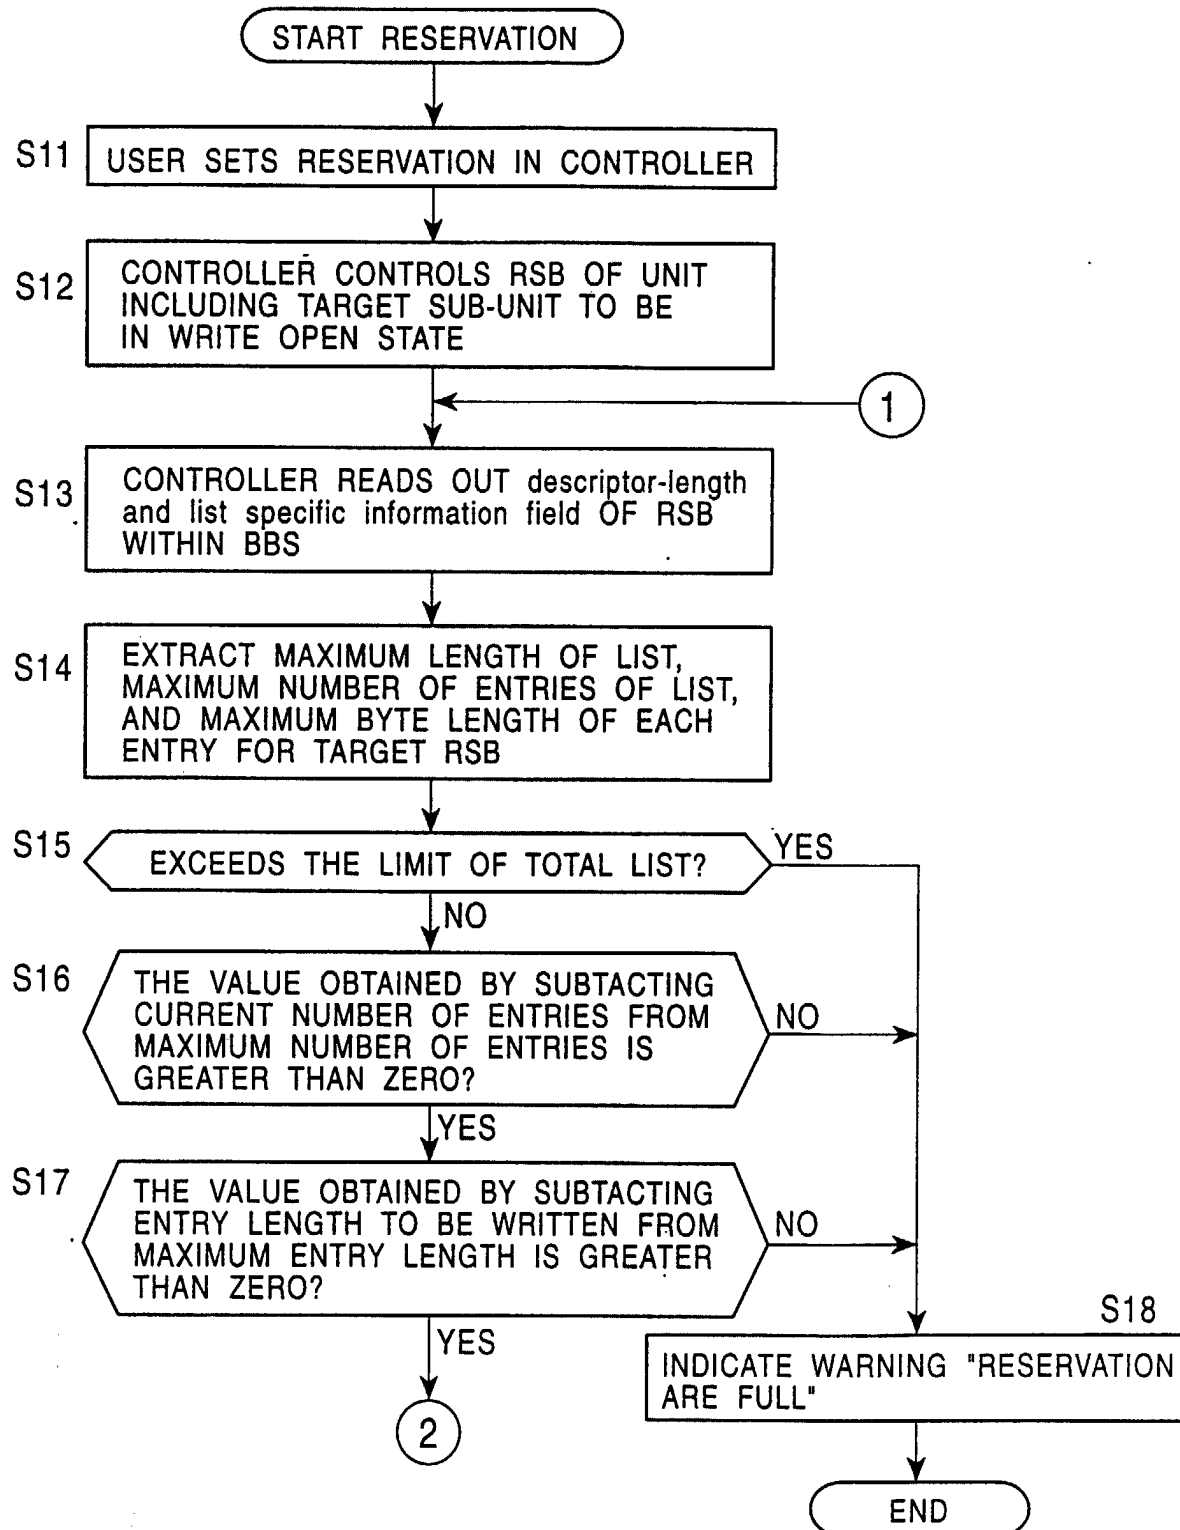 START RESERVATION
S11
USER SETS RESERVATION IN CONTROLLER
S12
CONTROLLER CONTROLS RSB OF UNIT
INCLUDING TARGET SUB-UNIT TO BE
IN WRITE OPEN STATE
1
S13
CONTROLLER READS OUT descriptor-length
and list specific information field OF RSB
WITHIN BBS
S14
EXTRACT MAXIMUM LENGTH OF LIST,
MAXIMUM NUMBER OF ENTRIES OF LIST,
AND MAXIMUM BYTE LENGTH OF EACH
ENTRY FOR TARGET RSB
S15
EXCEEDS THE LIMIT OF TOTAL LIST?
YES
NO
S16
THE VALUE OBTAINED BY SUBTACTING
CURRENT NUMBER OF ENTRIES FROM
MAXIMUM NUMBER OF ENTRIES IS
GREATER THAN ZERO?
NO
YES
S17
THE VALUE OBTAINED BY SUBTACTING
ENTRY LENGTH TO BE WRITTEN FROM
MAXIMUM ENTRY LENGTH IS GREATER
THAN ZERO?
NO
YES
2
S18
INDICATE WARNING "RESERVATION
ARE FULL"
END